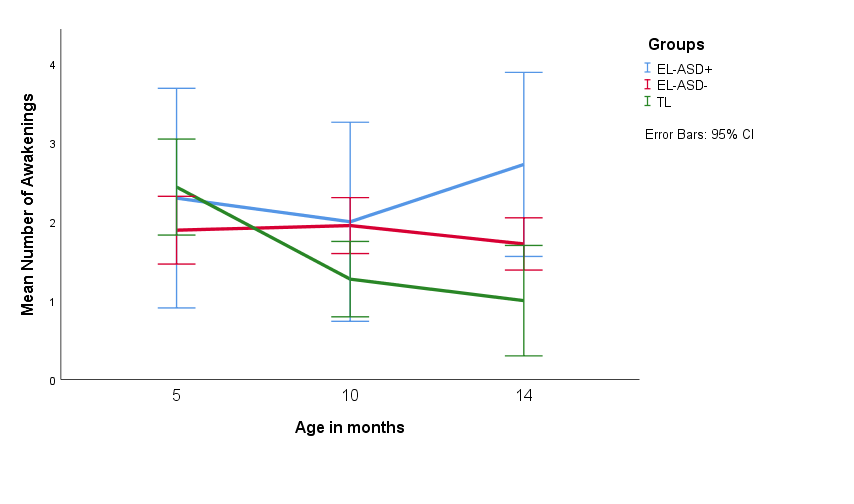 Groups
EL-ASD+
EL-ASD-
TL
Error Bars: 95% CI
Mean Number of Awakenings
4
3
2
1
0
5 10 14
Age in months